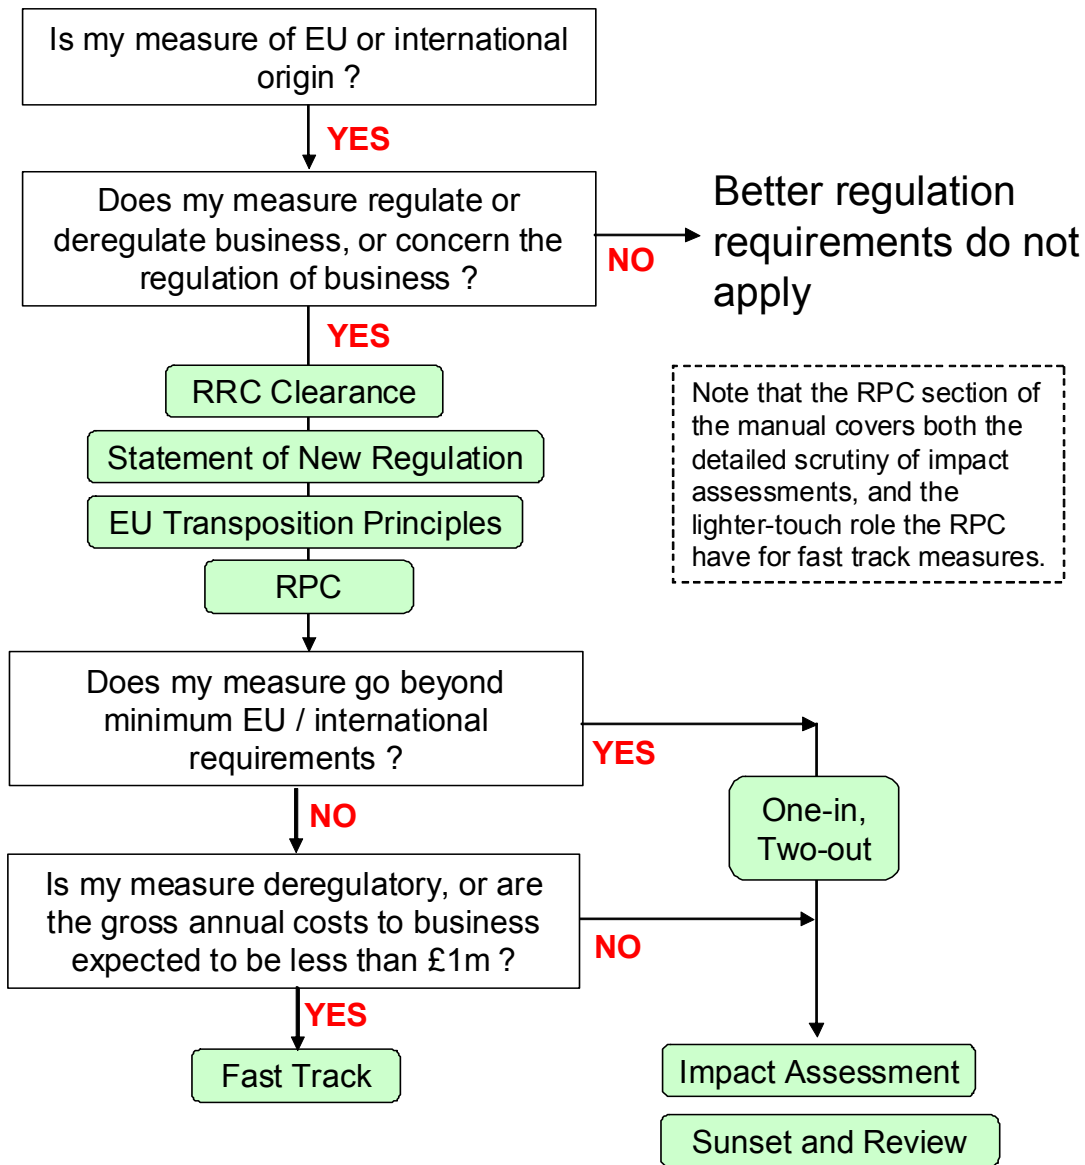 Is my measure of EU or international
origin ?
YES
Does my measure regulate or
deregulate business, or concern the
regulation of business ?
NO
Better regulation
requirements do not
apply
YES
RRC Clearance
Statement of New Regulation
EU Transposition Principles
RPC
Note that the RPC section of
the manual covers both the
detailed scrutiny of impact
assessments, and the
lighter-touch role the RPC
have for fast track measures.
Does my measure go beyond
minimum EU / international
requirements ?
YES
One-in,
Two-out
NO
Is my measure deregulatory, or are
the gross annual costs to business
expected to be less than £1m ?
NO
YES
Fast Track
Impact Assessment
Sunset and Review